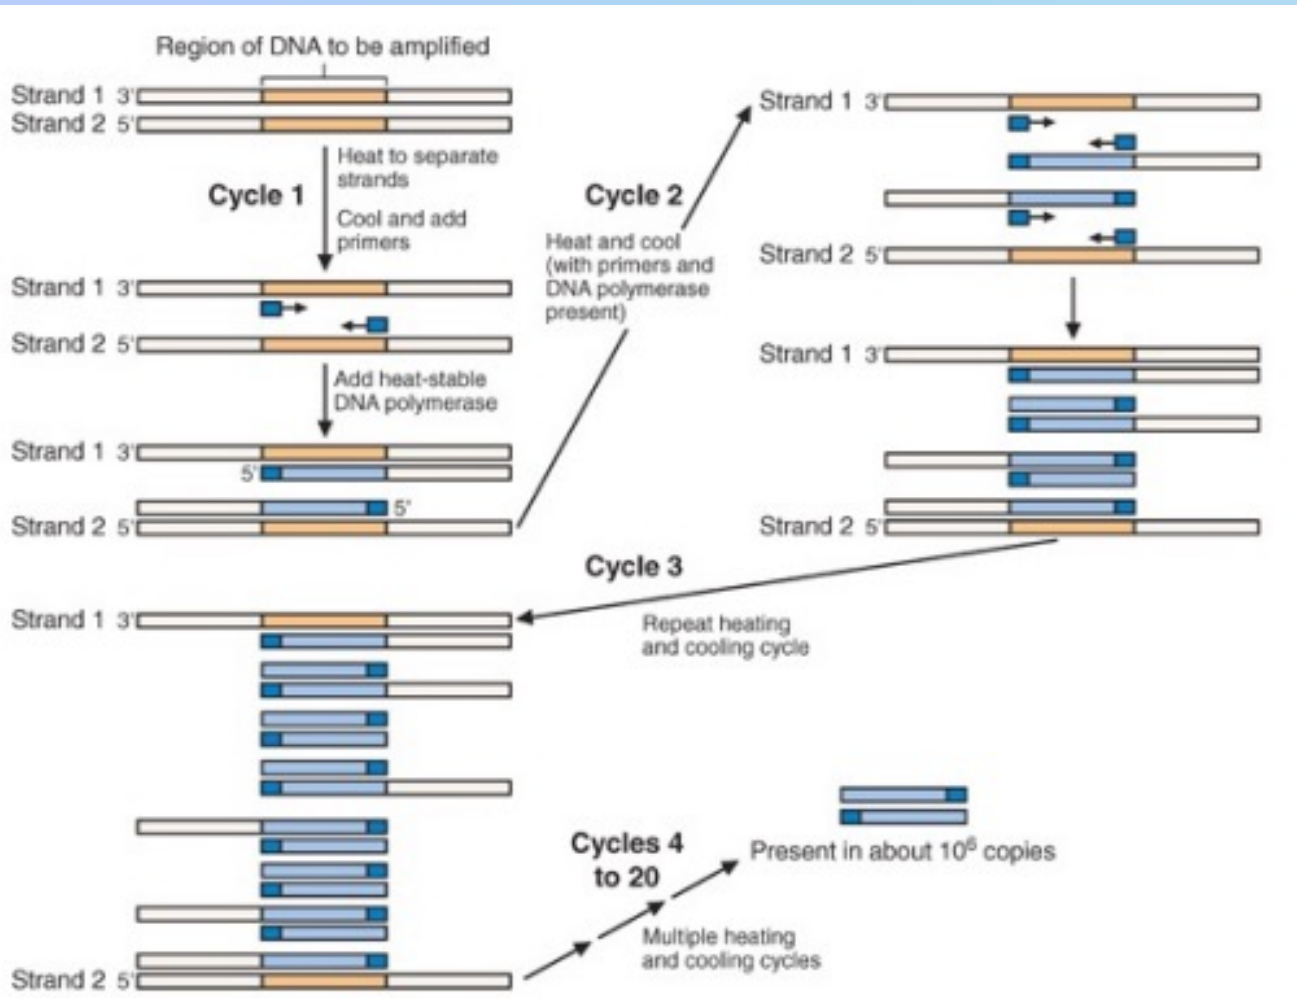 Region of DNA to be amplified
Strand 1 3'
Strand 2 5'
Heat to separate
strands
Cycle 1
Cool and add
primers
Strand 1 3'
Strand 2 5'
Add heat-stable
DNA polymerase
Strand 1 3'
5'
5'
Strand 2 5'
Cycle 2
Heat and cool
(with primers and
DNA polymerase
present)
Strand 1 3'
Strand 2 5'
Strand 1 3'
Strand 2 5'
Cycle 3
Repeat heating
and cooling cycle
Strand 1 3'
Strand 2 5'
Cycles 4
to 20
Multiple heating
and cooling cycles
Present in about 10⁶ copies